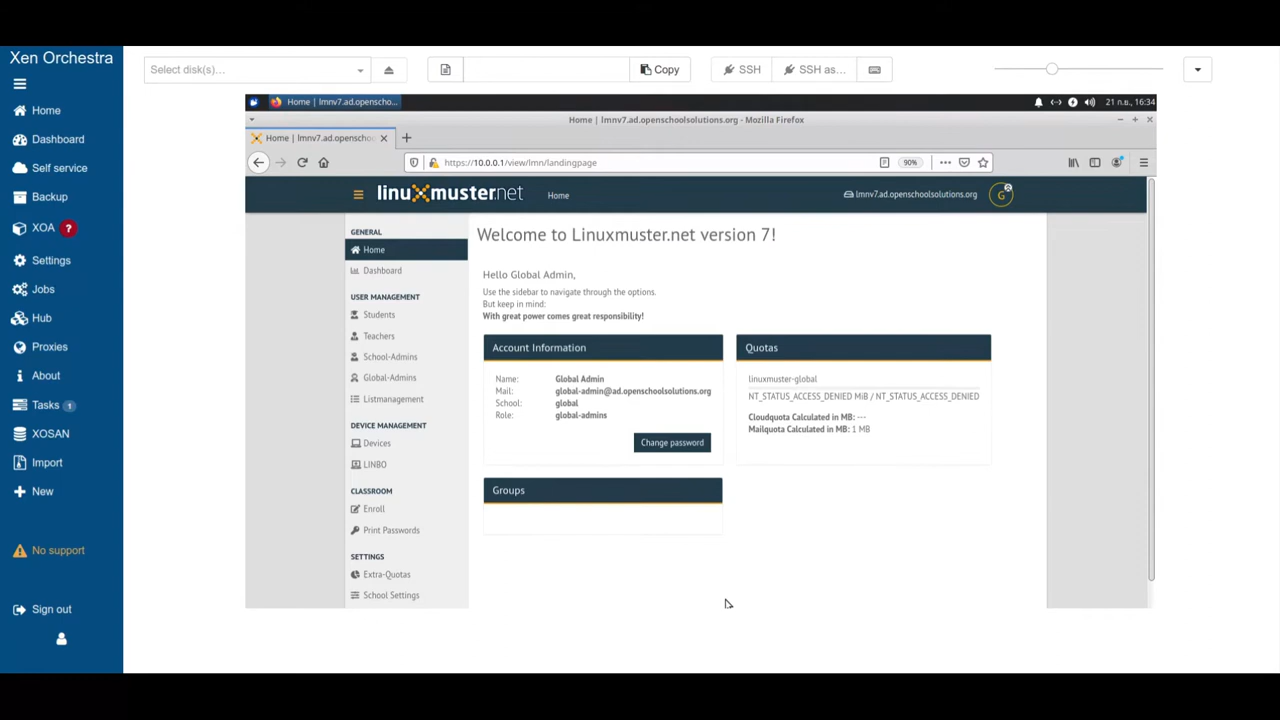 Xen Orchestra
Home
Dashboard
Self service
Backup
XOA ?
Settings
Jobs
Hub
Proxies
About
Tasks 1
XOSAN
Import
New
No support
Sign out
Select disk(s)...
Copy
SSH
SSH as...
Home | lmnv7.ad.openscho...
21 ก.ย., 16:34
Home | lmnv7.ad.openschoolsolutions.org - Mozilla Firefox
Home | lmnv7.ad.openschoo
https://10.0.0.1/view/lmn/landingpage
90%
linuxmuster.net
Home
lmnv7.ad.openschoolsolutions.org
G
GENERAL
Home
Dashboard
USER MANAGEMENT
Students
Teachers
School-Admins
Global-Admins
Listmanagement
DEVICE MANAGEMENT
Devices
LINBO
CLASSROOM
Enroll
Print Passwords
SETTINGS
Extra-Quotas
School Settings
Welcome to Linuxmuster.net version 7!
Hello Global Admin,
Use the sidebar to navigate through the options.
But keep in mind:
With great power comes great responsibility!
Account Information
Name: Global Admin
Mail: global-admin@ad.openschoolsolutions.org
School: global
Role: global-admins
Change password
Groups
Quotas
linuxmuster-global
NT_STATUS_ACCESS_DENIED MiB / NT_STATUS_ACCESS_DENIED
Cloudquota Calculated in MB: ---
Mailquota Calculated in MB: 1 MB